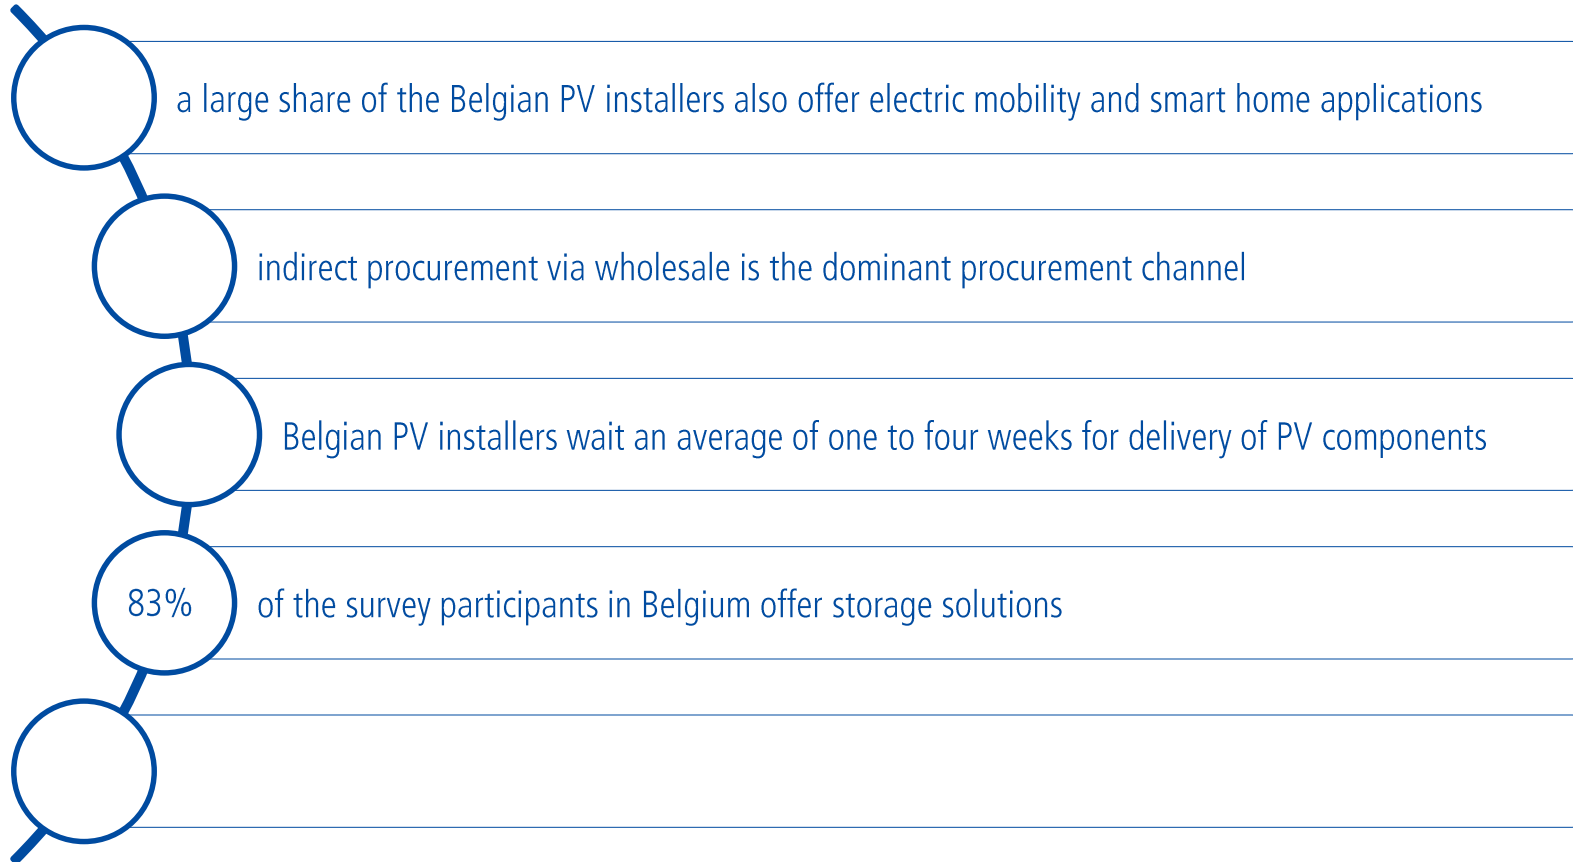 a large share of the Belgian PV installers also offer electric mobility and smart home applications
indirect procurement via wholesale is the dominant procurement channel
Belgian PV installers wait an average of one to four weeks for delivery of PV components
83% of the survey participants in Belgium offer storage solutions